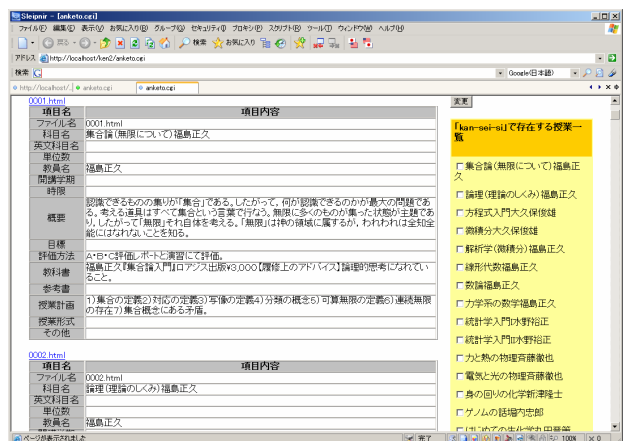 Sleipnir - [anketo.cgi]
ファイル(F) 編集(E) 表示(V) お気に入り(B) グループ(G) セキュリティ(I) プロキシ(P) スクリプト(R) ツール(T) ウィンドウ(W) ヘルプ(H)
戻る 検索 お気に入り
アドレス http://localhost/ken2/anketo.cgi
検索 Google(日本語)
http://localhost/.. anketo.cgi anketo.cgi
0001.html
項目名 項目内容
ファイル名 0001.html
科目名 集合論(無限について)福島正久
英文科目名
単位数
教員名 福島正久
開講学期
時限
概要 認識できるものの集りが「集合」である。したがって、何が認識できるのかが最大の問題であ
る。考える道具はすべて集合という言葉で行なう。無限に多くのものが集った状態が主題であ
り、したがって「無限」それ自体を考える。「無限」は神の領域に属するが、われわれは全知全
能にはなれないことを知る。
目標
評価方法 A・B・C評価レポートと演習にて評価。
教科書 福島正久『集合論入門』ロアジス出版¥3,000【履修上のアドバイス】論理的思考になれてい
ること。
参考書
授業計画 1)集合の定義2)対応の定義3)写像の定義4)分類の概念5)可算無限の定義6)連続無限
の存在7)集合概念にある矛盾。
授業形式
その他
0002.html
項目名 項目内容
ファイル名 0002.html
科目名 論理(理論のしくみ)福島正久
英文科目名
単位数
教員名 福島正久
変更
「kan-sei-si」で存在する授業一
覧
集合論(無限について)福島正
久
論理(理論のしくみ)福島正久
方程式入門大久保俊雄
微積分大久保俊雄
解析学(微積分)福島正久
線形代数福島正久
数論福島正久
力学系の数学福島正久
統計学入門I水野裕正
統計学入門II水野裕正
力と熱の物理斉藤徹也
電気と光の物理斉藤徹也
身の回りの化学新津隆士
ゲノムの話堀内忠郎
ページが表示されました 完了 100% x 0